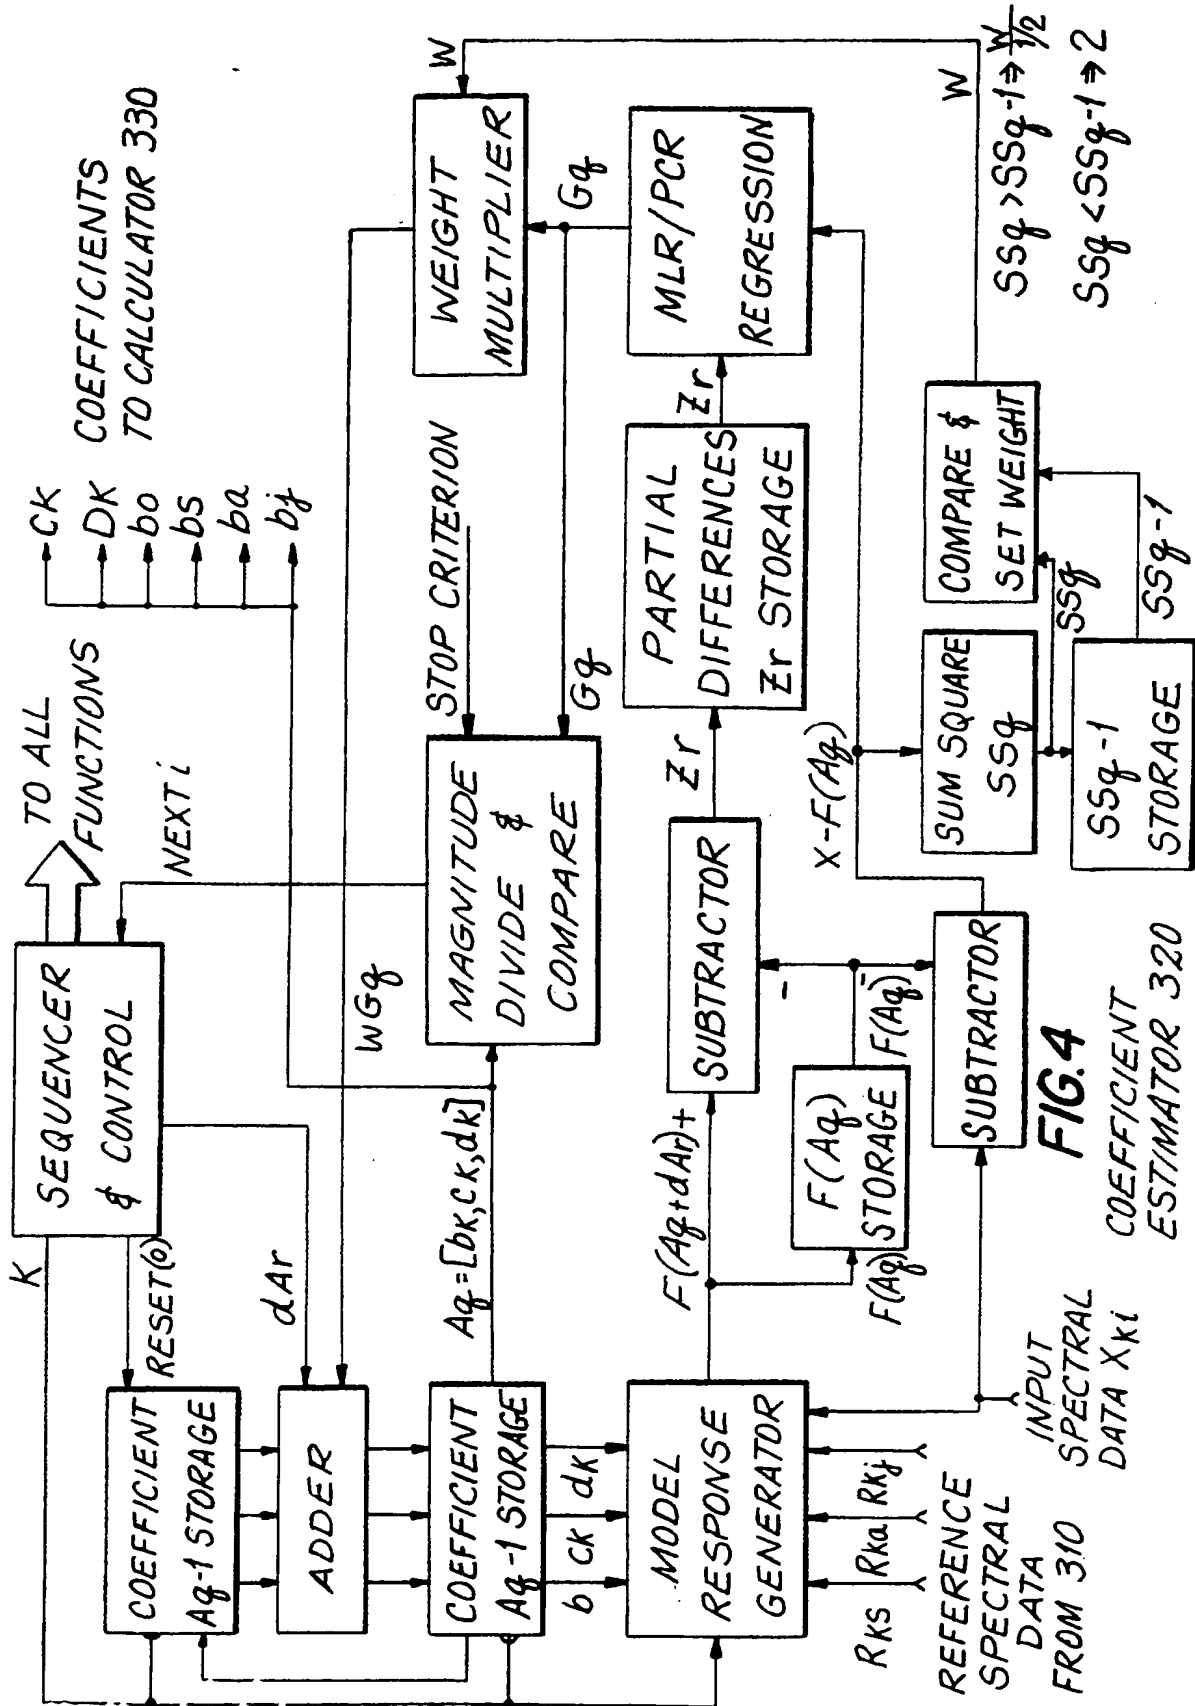 K
SEQUENCER
& CONTROL
TO ALL
FUNCTIONS
NEXT i
RESET(0)
dAr
CK
DK
bo
bs
ba
bj
COEFFICIENTS
TO CALCULATOR 330
COEFFICIENT
Aq-1 STORAGE
ADDER
WGq
STOP CRITERION
Gq
WEIGHT
MULTIPLIER
W
COEFFICIENT
Aq-1 STORAGE
Aq=[bK,CK,dK]
MAGNITUDE
DIVIDE &
COMPARE
Gq
b
CK
dK
MODEL
RESPONSE
GENERATOR
F(Aq+dAr)+
SUBTRACTOR
-
Zr
PARTIAL
DIFFERENCES
Zr STORAGE
Zr
MLR/PCR
REGRESSION
F(Aq)
F(Aq)
STORAGE
F(Aq)
-
SUBTRACTOR
X-F(Aq)
SUM SQUARE
SSq
SSq
SSq-1
STORAGE
SSq-1
COMPARE &
SET WEIGHT
W
SSq>SSq-1⇒W/1/2
SSq<SSq-1⇒2
RKS
RKa
RKj
REFERENCE
SPECTRAL
DATA
FROM 310
INPUT
SPECTRAL
DATA XKi
FIG.4
COEFFICIENT
ESTIMATOR 320